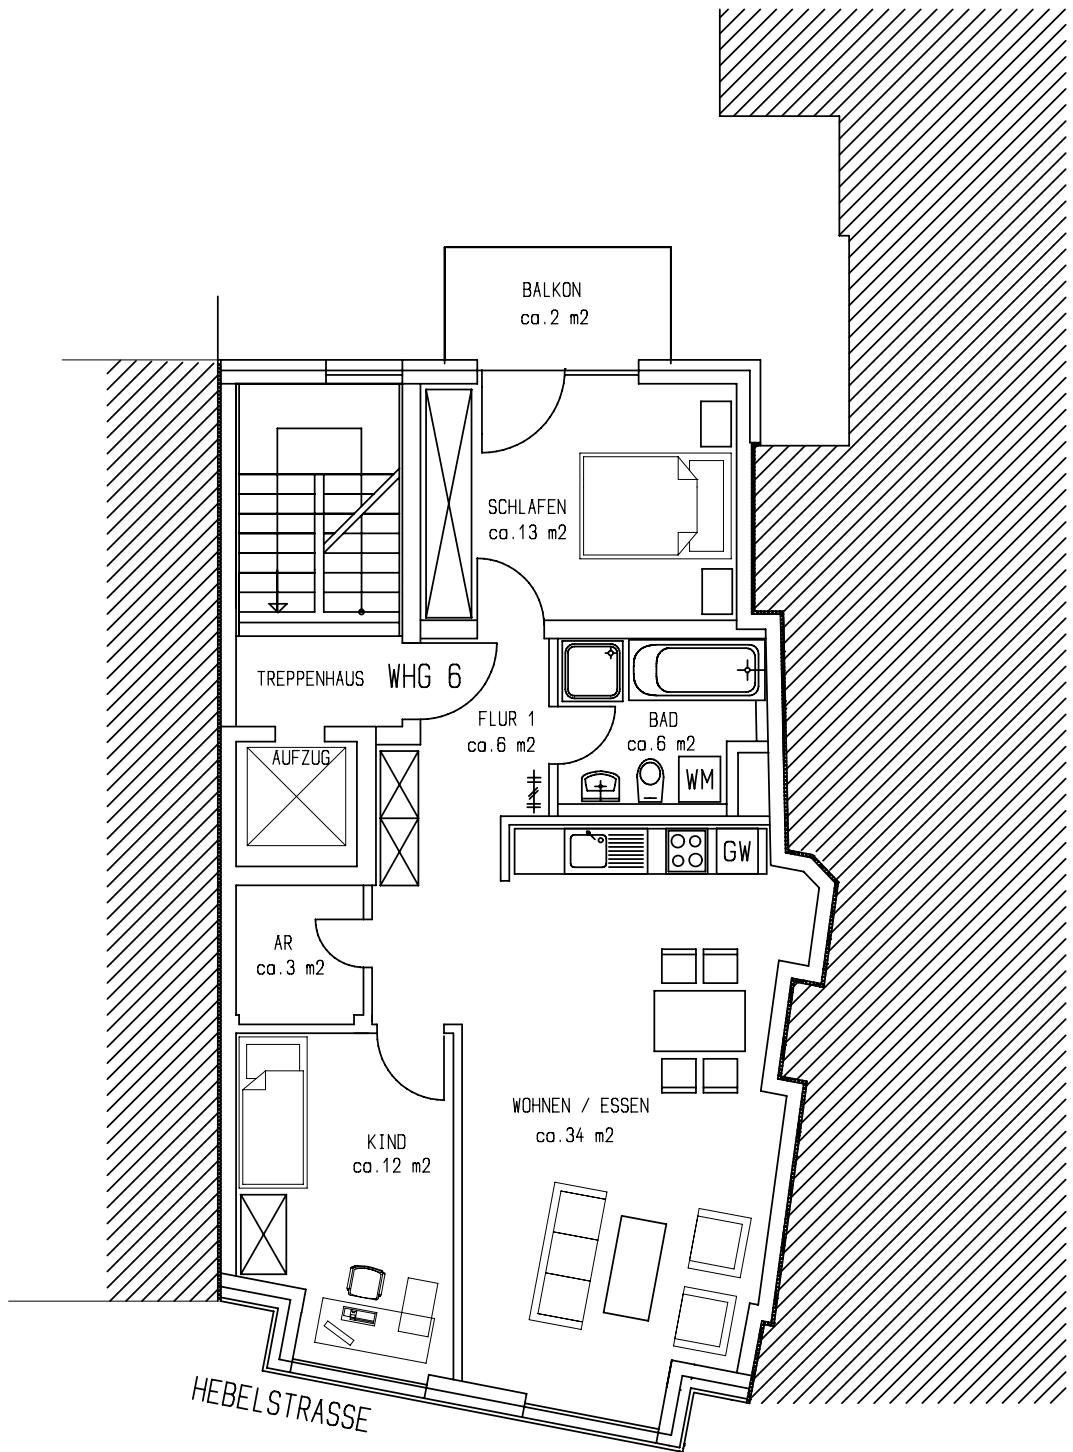 BALKON
ca.2 m2
SCHLAFEN
ca.13 m2
TREPPENHAUS
WHG 6
FLUR 1
ca.6 m2
BAD
ca.6 m2
AUFZUG
WM
GW
AR
ca.3 m2
WOHNEN / ESSEN
ca.34 m2
KIND
ca.12 m2
HEBELSTRASSE